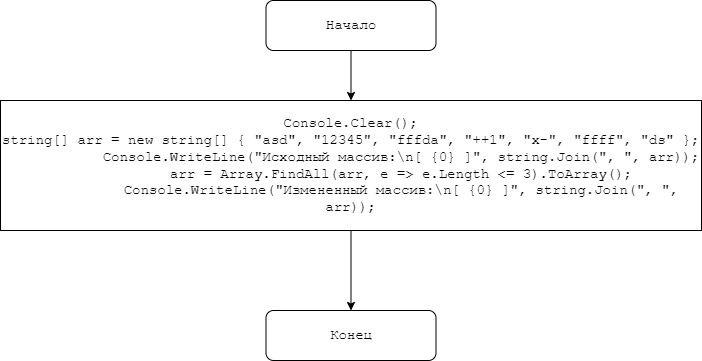 Начало
Console.Clear();
string[] arr = new string[] { "asd", "12345", "fffda", "++1", "x-", "ffff", "ds" };
Console.WriteLine("Исходный массив:\n[ {0} ]", string.Join(", ", arr));
arr = Array.FindAll(arr, e => e.Length <= 3).ToArray();
Console.WriteLine("Измененный массив:\n[ {0} ]", string.Join(", ",
arr));
Конец